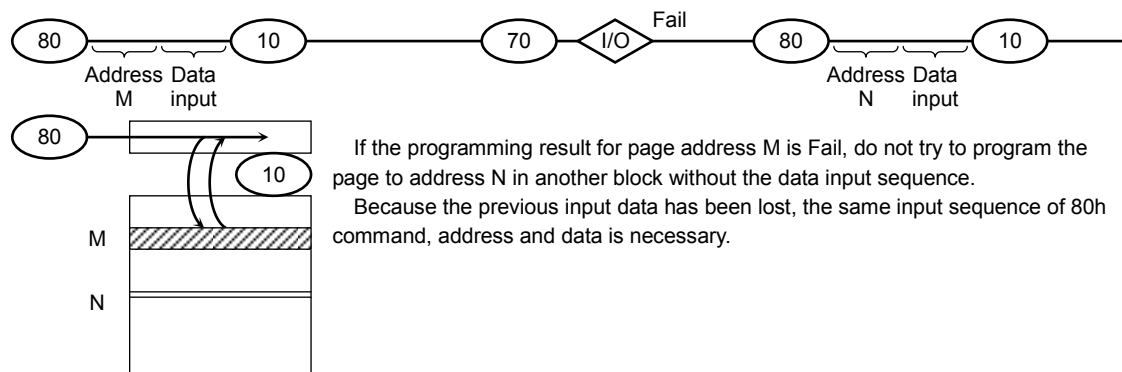 Fail
80 10 70 I/O 80 10
Address Data Address Data
M input N input
80
If the programming result for page address M is Fail, do not try to program the
10
page to address N in another block without the data input sequence.
Because the previous input data has been lost, the same input sequence of 80h
M
command, address and data is necessary.
N